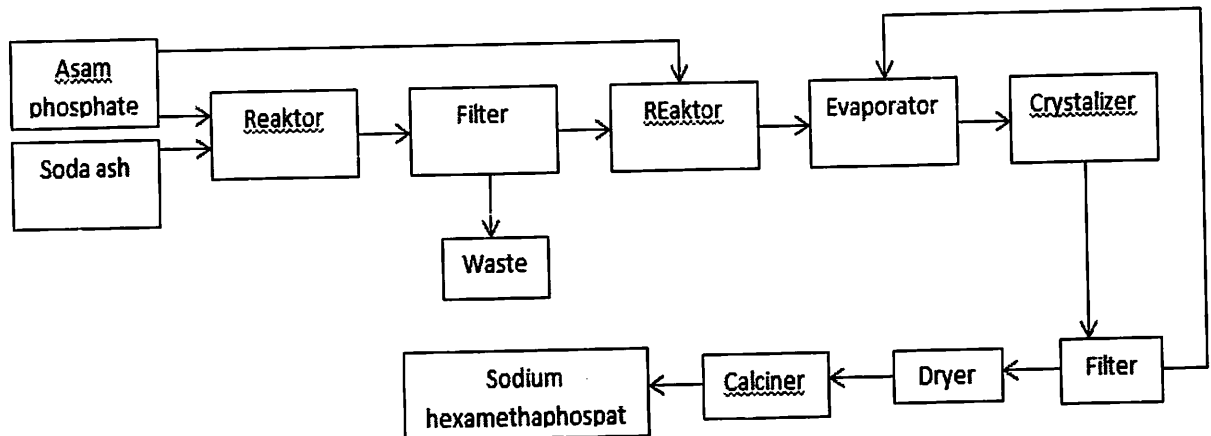 Asam
phosphate
Soda ash
Reaktor
Filter
REaktor
Evaporator
Crystalizer
Waste
Sodium
hexamethaphospat
Calciner
Dryer
Filter